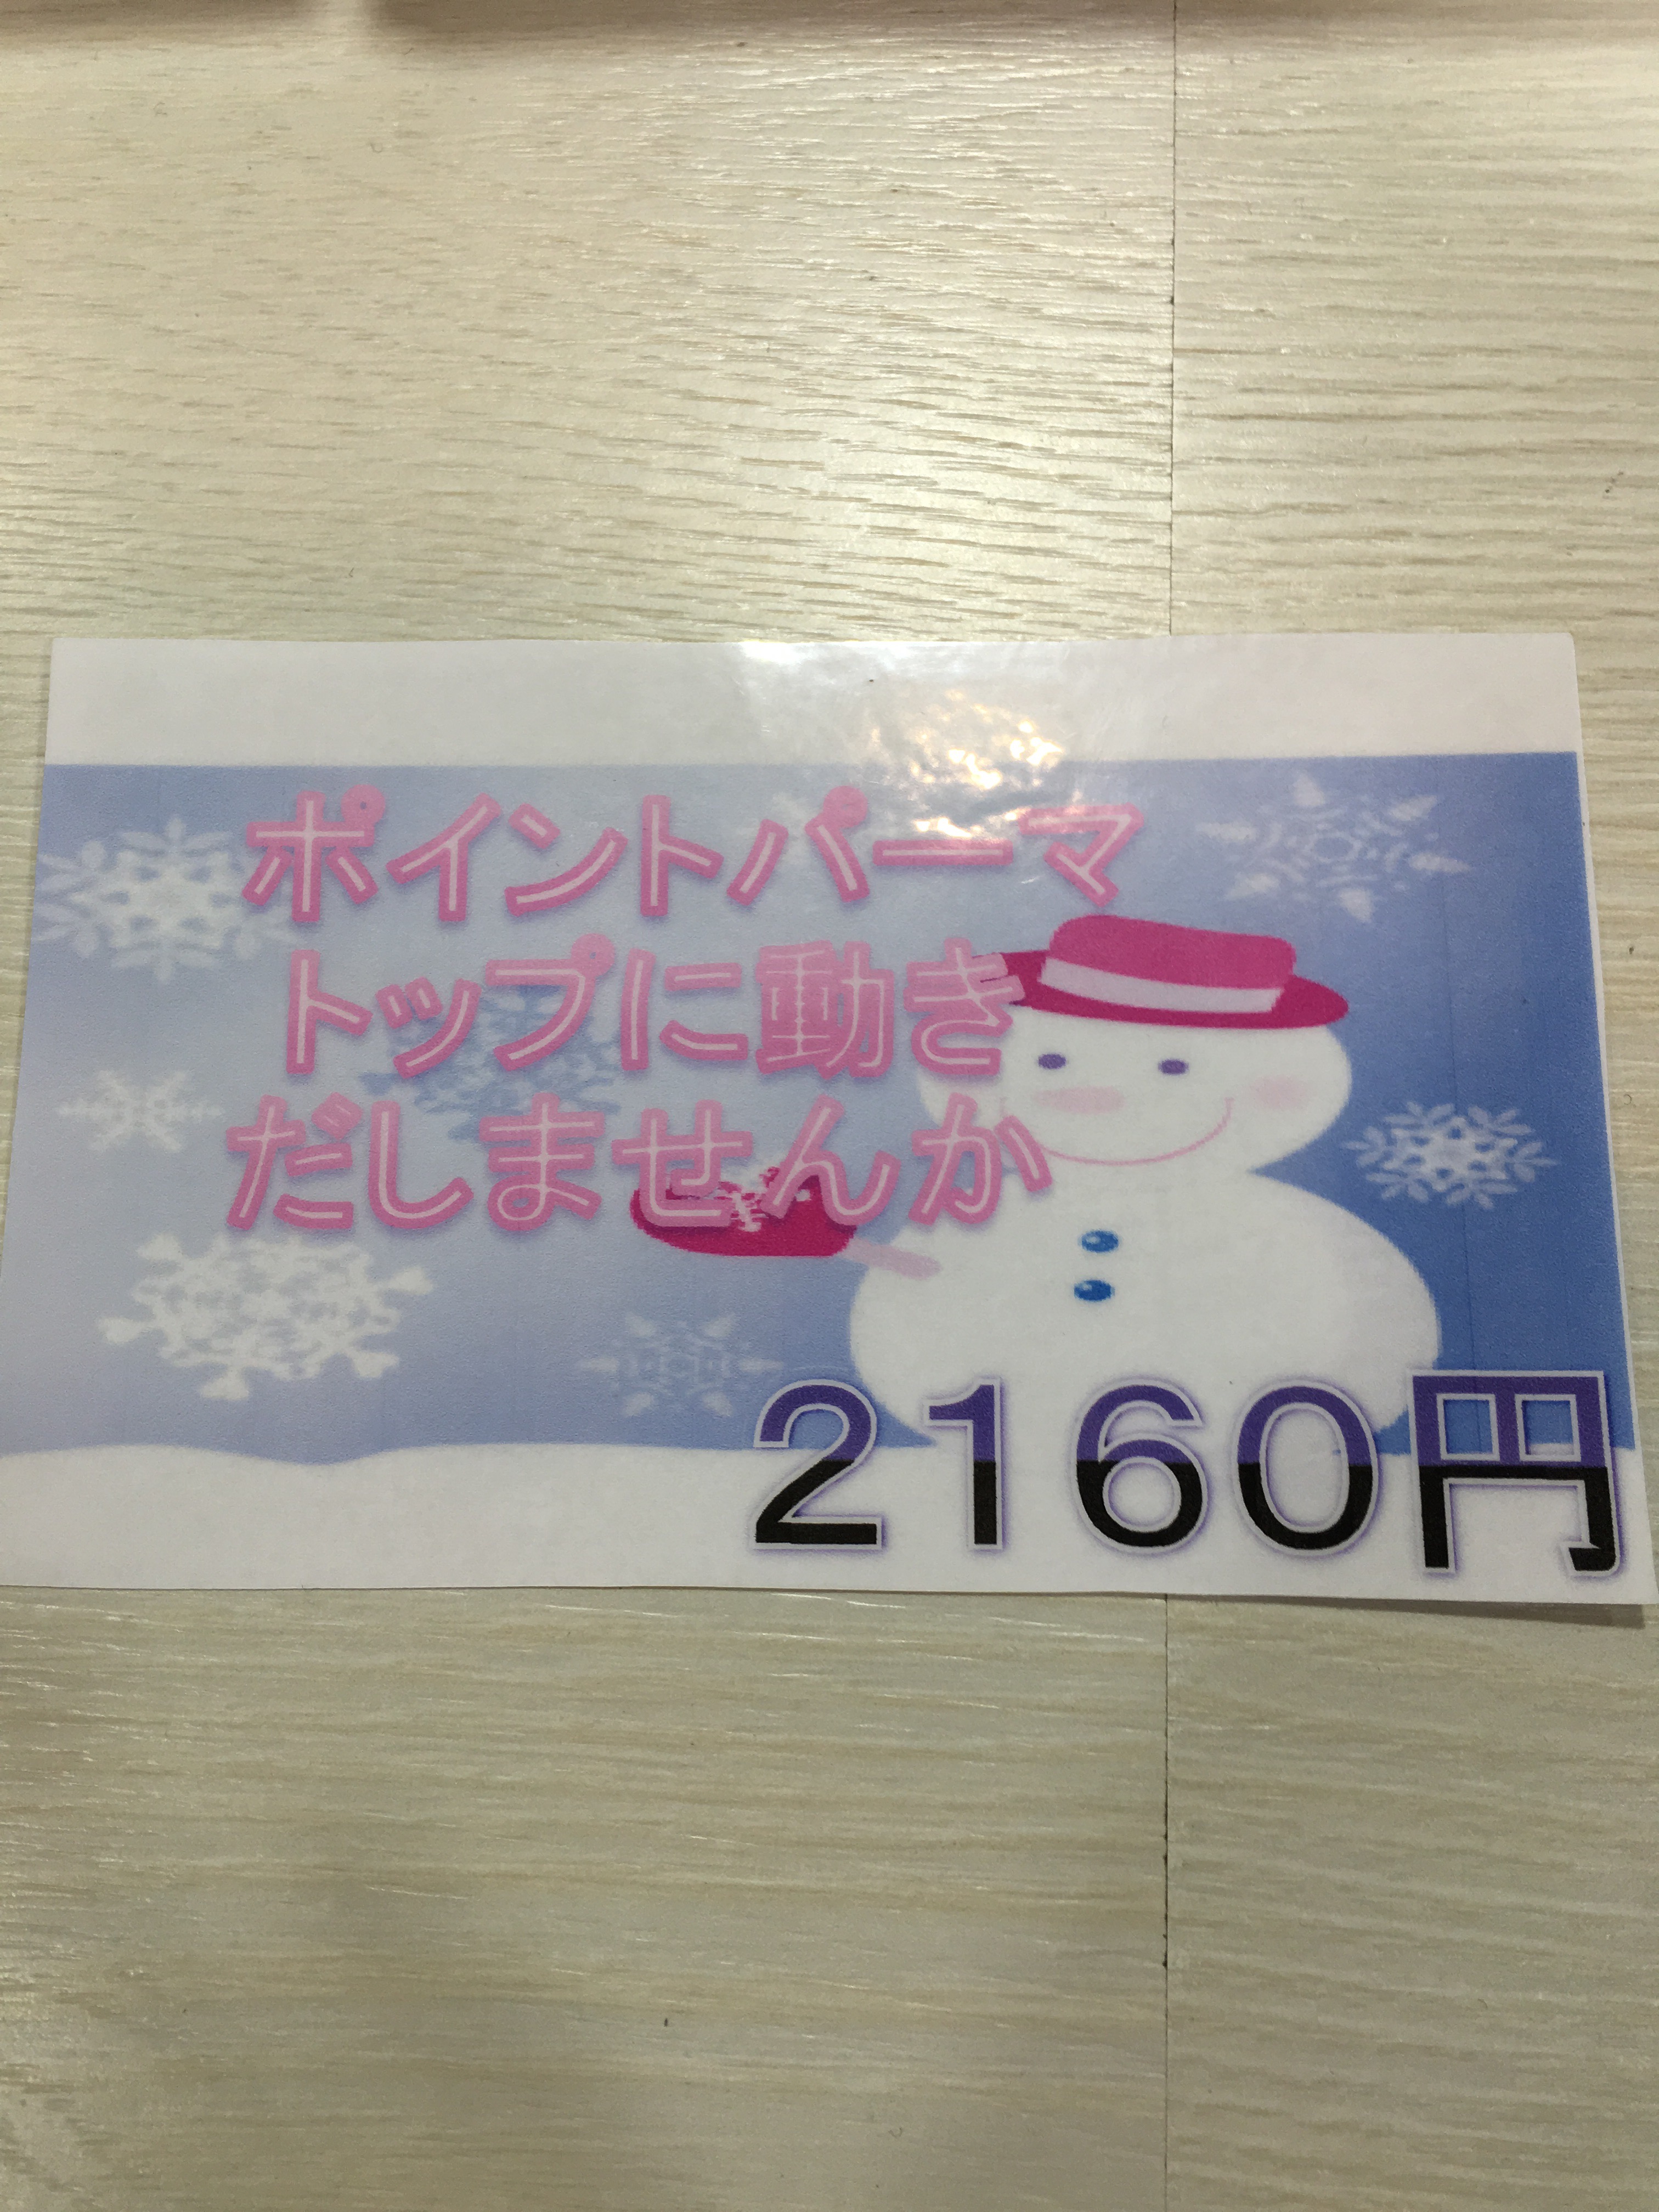 ポイントパーマ
トップに動き
だしませんか
2160円